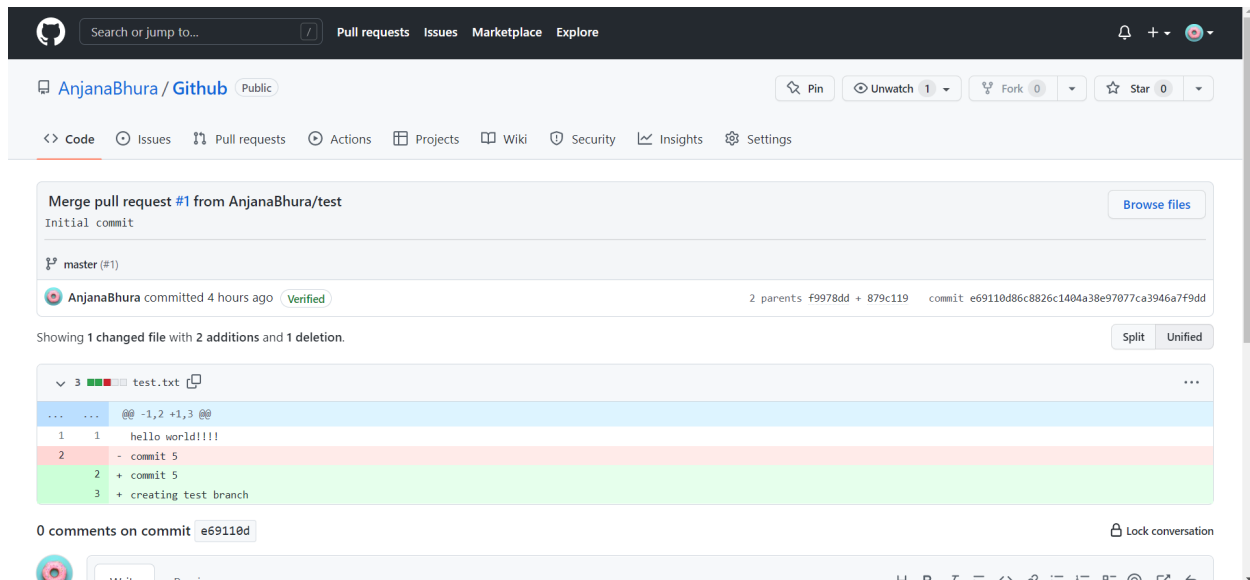 Search or jump to... / Pull requests Issues Marketplace Explore
AnjanaBhura / Github Public Pin Unwatch 1 Fork 0 Star 0
Code Issues Pull requests Actions Projects Wiki Security Insights Settings
Merge pull request #1 from AnjanaBhura/test Browse files
Initial commit
master (#1)
AnjanaBhura committed 4 hours ago Verified 2 parents f9978dd + 879c119 commit e69110d86c8826c1404a38e97077ca3946a7f9dd
Showing 1 changed file with 2 additions and 1 deletion. Split Unified
3 test.txt ...
... ... @@ -1,2 +1,3 @@
1 1 hello world!!!!
2 - commit 5
2 + commit 5
3 + creating test branch
0 comments on commit e69110d Lock conversation